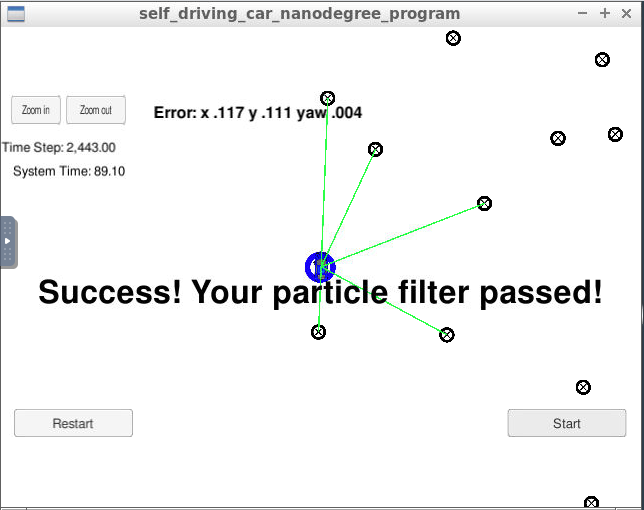 self_driving_car_nanodegree_program
Zoom in
Zoom out
Error: x .117 y .111 yaw .004
Time Step: 2,443.00
System Time: 89.10
Success! Your particle filter passed!
Restart
Start